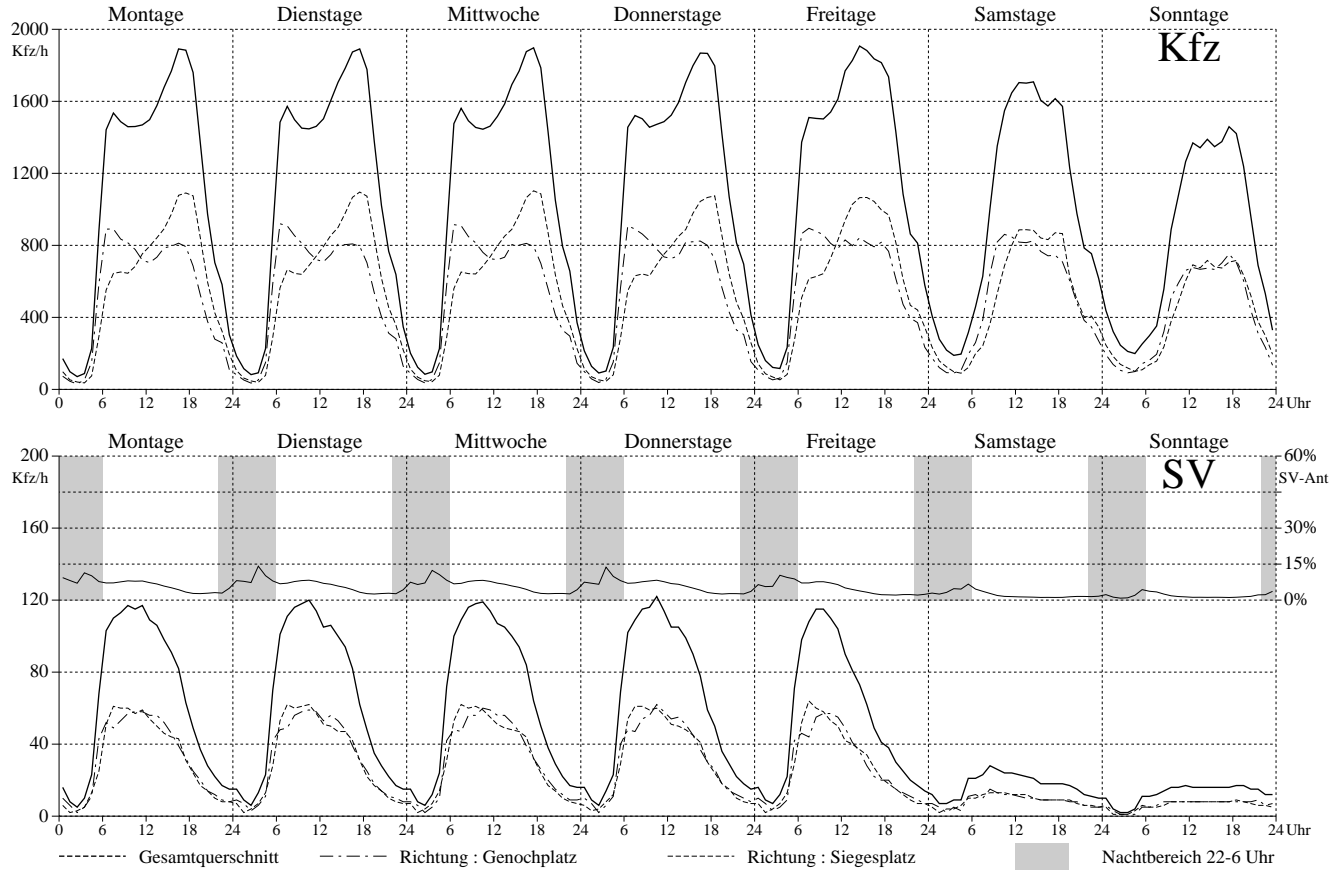 Montage Dienstage Mittwoche Donnerstage Freitage Samstage Sonntage
2000
Kfz/h
Kfz
1600
1200
800
400
0
0 6 12 18 24 6 12 18 24 6 12 18 24 6 12 18 24 6 12 18 24 6 12 18 24 6 12 18 24 Uhr
Montage Dienstage Mittwoche Donnerstage Freitage Samstage Sonntage
200 60%
Kfz/h SV-Ant
SV
160 30%
15%
120 0%
80
40
0
0 6 12 18 24 6 12 18 24 6 12 18 24 6 12 18 24 6 12 18 24 6 12 18 24 6 12 18 24 Uhr
Gesamtquerschnitt Richtung : Genochplatz Richtung : Siegesplatz Nachtbereich 22-6 Uhr